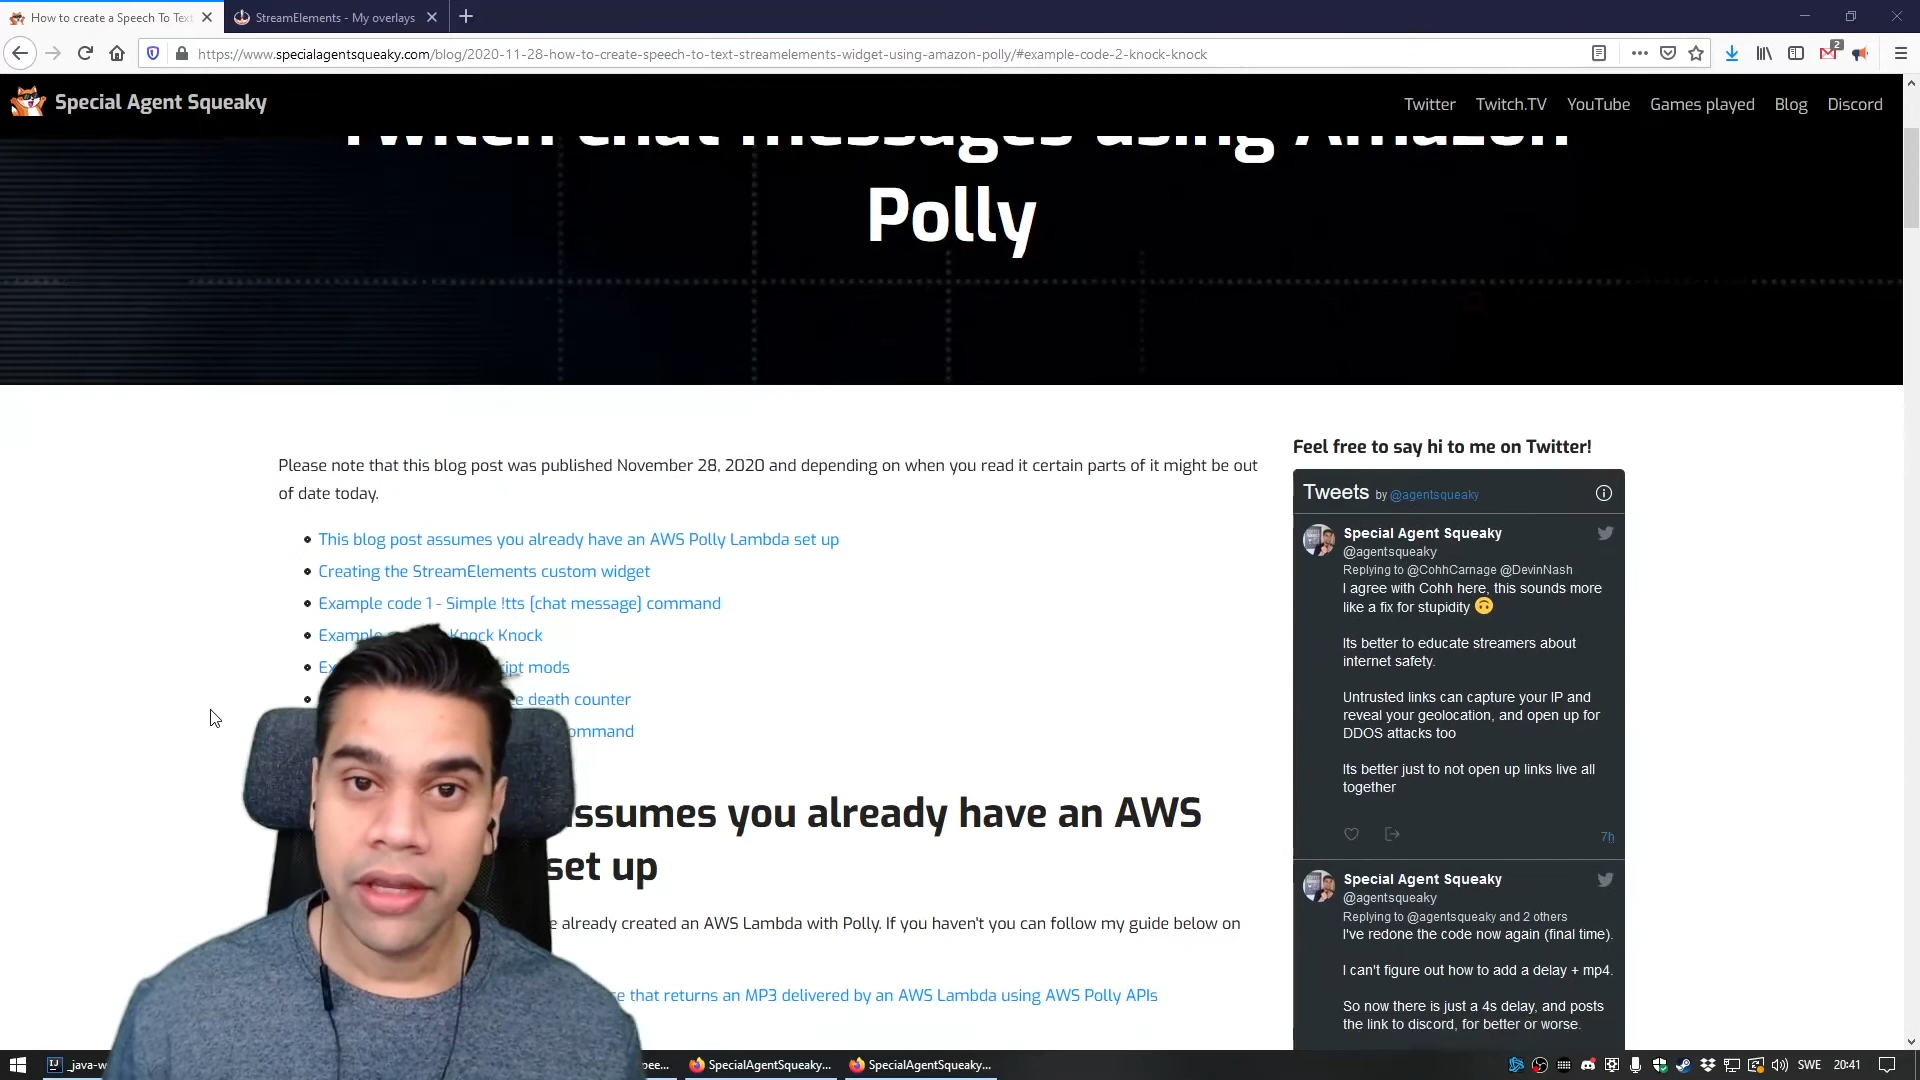 How to create a Speech To Text
StreamElements - My overlays
https://www.specialagentsqueaky.com/blog/2020-11-28-how-to-create-speech-to-text-streamelements-widget-using-amazon-polly/#example-code-2-knock-knock
2
Special Agent Squeaky
Twitter
Twitch.TV
YouTube
Games played
Blog
Discord
Twitch chat messages using Amazon
Polly
Please note that this blog post was published November 28, 2020 and depending on when you read it certain parts of it might be out
of date today.
This blog post assumes you already have an AWS Polly Lambda set up
Creating the StreamElements custom widget
Example code 1 - Simple !tts [chat message] command
Example Knock Knock
Ex ipt mods
e death counter
ommand
assumes you already have an AWS
set up
e already created an AWS Lambda with Polly. If you haven't you can follow my guide below on
ce that returns an MP3 delivered by an AWS Lambda using AWS Polly APIs
Feel free to say hi to me on Twitter!
Tweets by @agentsqueaky
Special Agent Squeaky
@agentsqueaky
Replying to @CohhCarnage @DevinNash
I agree with Cohh here, this sounds more
like a fix for stupidity 🙃
Its better to educate streamers about
internet safety.
Untrusted links can capture your IP and
reveal your geolocation, and open up for
DDOS attacks too
Its better just to not open up links live all
together
7h
Special Agent Squeaky
@agentsqueaky
Replying to @agentsqueaky and 2 others
I've redone the code now again (final time).
I can't figure out how to add a delay + mp4.
So now there is just a 4s delay, and posts
the link to discord, for better or worse.
IJ
_java-w
pee...
SpecialAgentSqueaky...
SpecialAgentSqueaky...
SWE
20:41